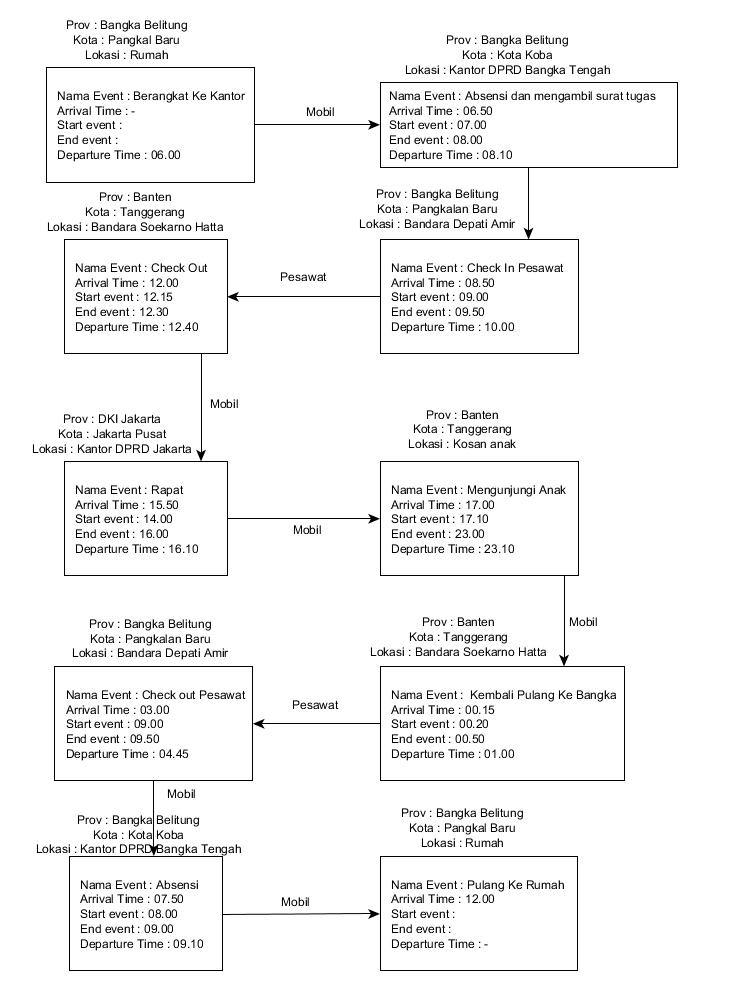 Prov : Bangka Belitung
Kota : Pangkal Baru
Lokasi : Rumah
Nama Event : Berangkat Ke Kantor
Arrival Time : -
Start event :
End event :
Departure Time : 06.00
Mobil
Prov : Bangka Belitung
Kota : Kota Koba
Lokasi : Kantor DPRD Bangka Tengah
Nama Event : Absensi dan mengambil surat tugas
Arrival Time : 06.50
Start event : 07.00
End event : 08.00
Departure Time : 08.10
Prov : Bangka Belitung
Kota : Pangkalan Baru
Lokasi : Bandara Depati Amir
Nama Event : Check In Pesawat
Arrival Time : 08.50
Start event : 09.00
End event : 09.50
Departure Time : 10.00
Pesawat
Prov : Banten
Kota : Tanggerang
Lokasi : Bandara Soekarno Hatta
Nama Event : Check Out
Arrival Time : 12.00
Start event : 12.15
End event : 12.30
Departure Time : 12.40
Mobil
Prov : DKI Jakarta
Kota : Jakarta Pusat
Lokasi : Kantor DPRD Jakarta
Nama Event : Rapat
Arrival Time : 15.50
Start event : 14.00
End event : 16.00
Departure Time : 16.10
Mobil
Prov : Banten
Kota : Tanggerang
Lokasi : Kosan anak
Nama Event : Mengunjungi Anak
Arrival Time : 17.00
Start event : 17.10
End event : 23.00
Departure Time : 23.10
Mobil
Prov : Banten
Kota : Tanggerang
Lokasi : Bandara Soekarno Hatta
Nama Event :  Kembali Pulang Ke Bangka
Arrival Time : 00.15
Start event : 00.20
End event : 00.50
Departure Time : 01.00
Pesawat
Prov : Bangka Belitung
Kota : Pangkalan Baru
Lokasi : Bandara Depati Amir
Nama Event : Check out Pesawat
Arrival Time : 03.00
Start event : 09.00
End event : 09.50
Departure Time : 04.45
Mobil
Prov : Bangka Belitung
Kota : Kota Koba
Lokasi : Kantor DPRD Bangka Tengah
Nama Event : Absensi
Arrival Time : 07.50
Start event : 08.00
End event : 09.00
Departure Time : 09.10
Mobil
Prov : Bangka Belitung
Kota : Pangkal Baru
Lokasi : Rumah
Nama Event : Pulang Ke Rumah
Arrival Time : 12.00
Start event :
End event :
Departure Time : -